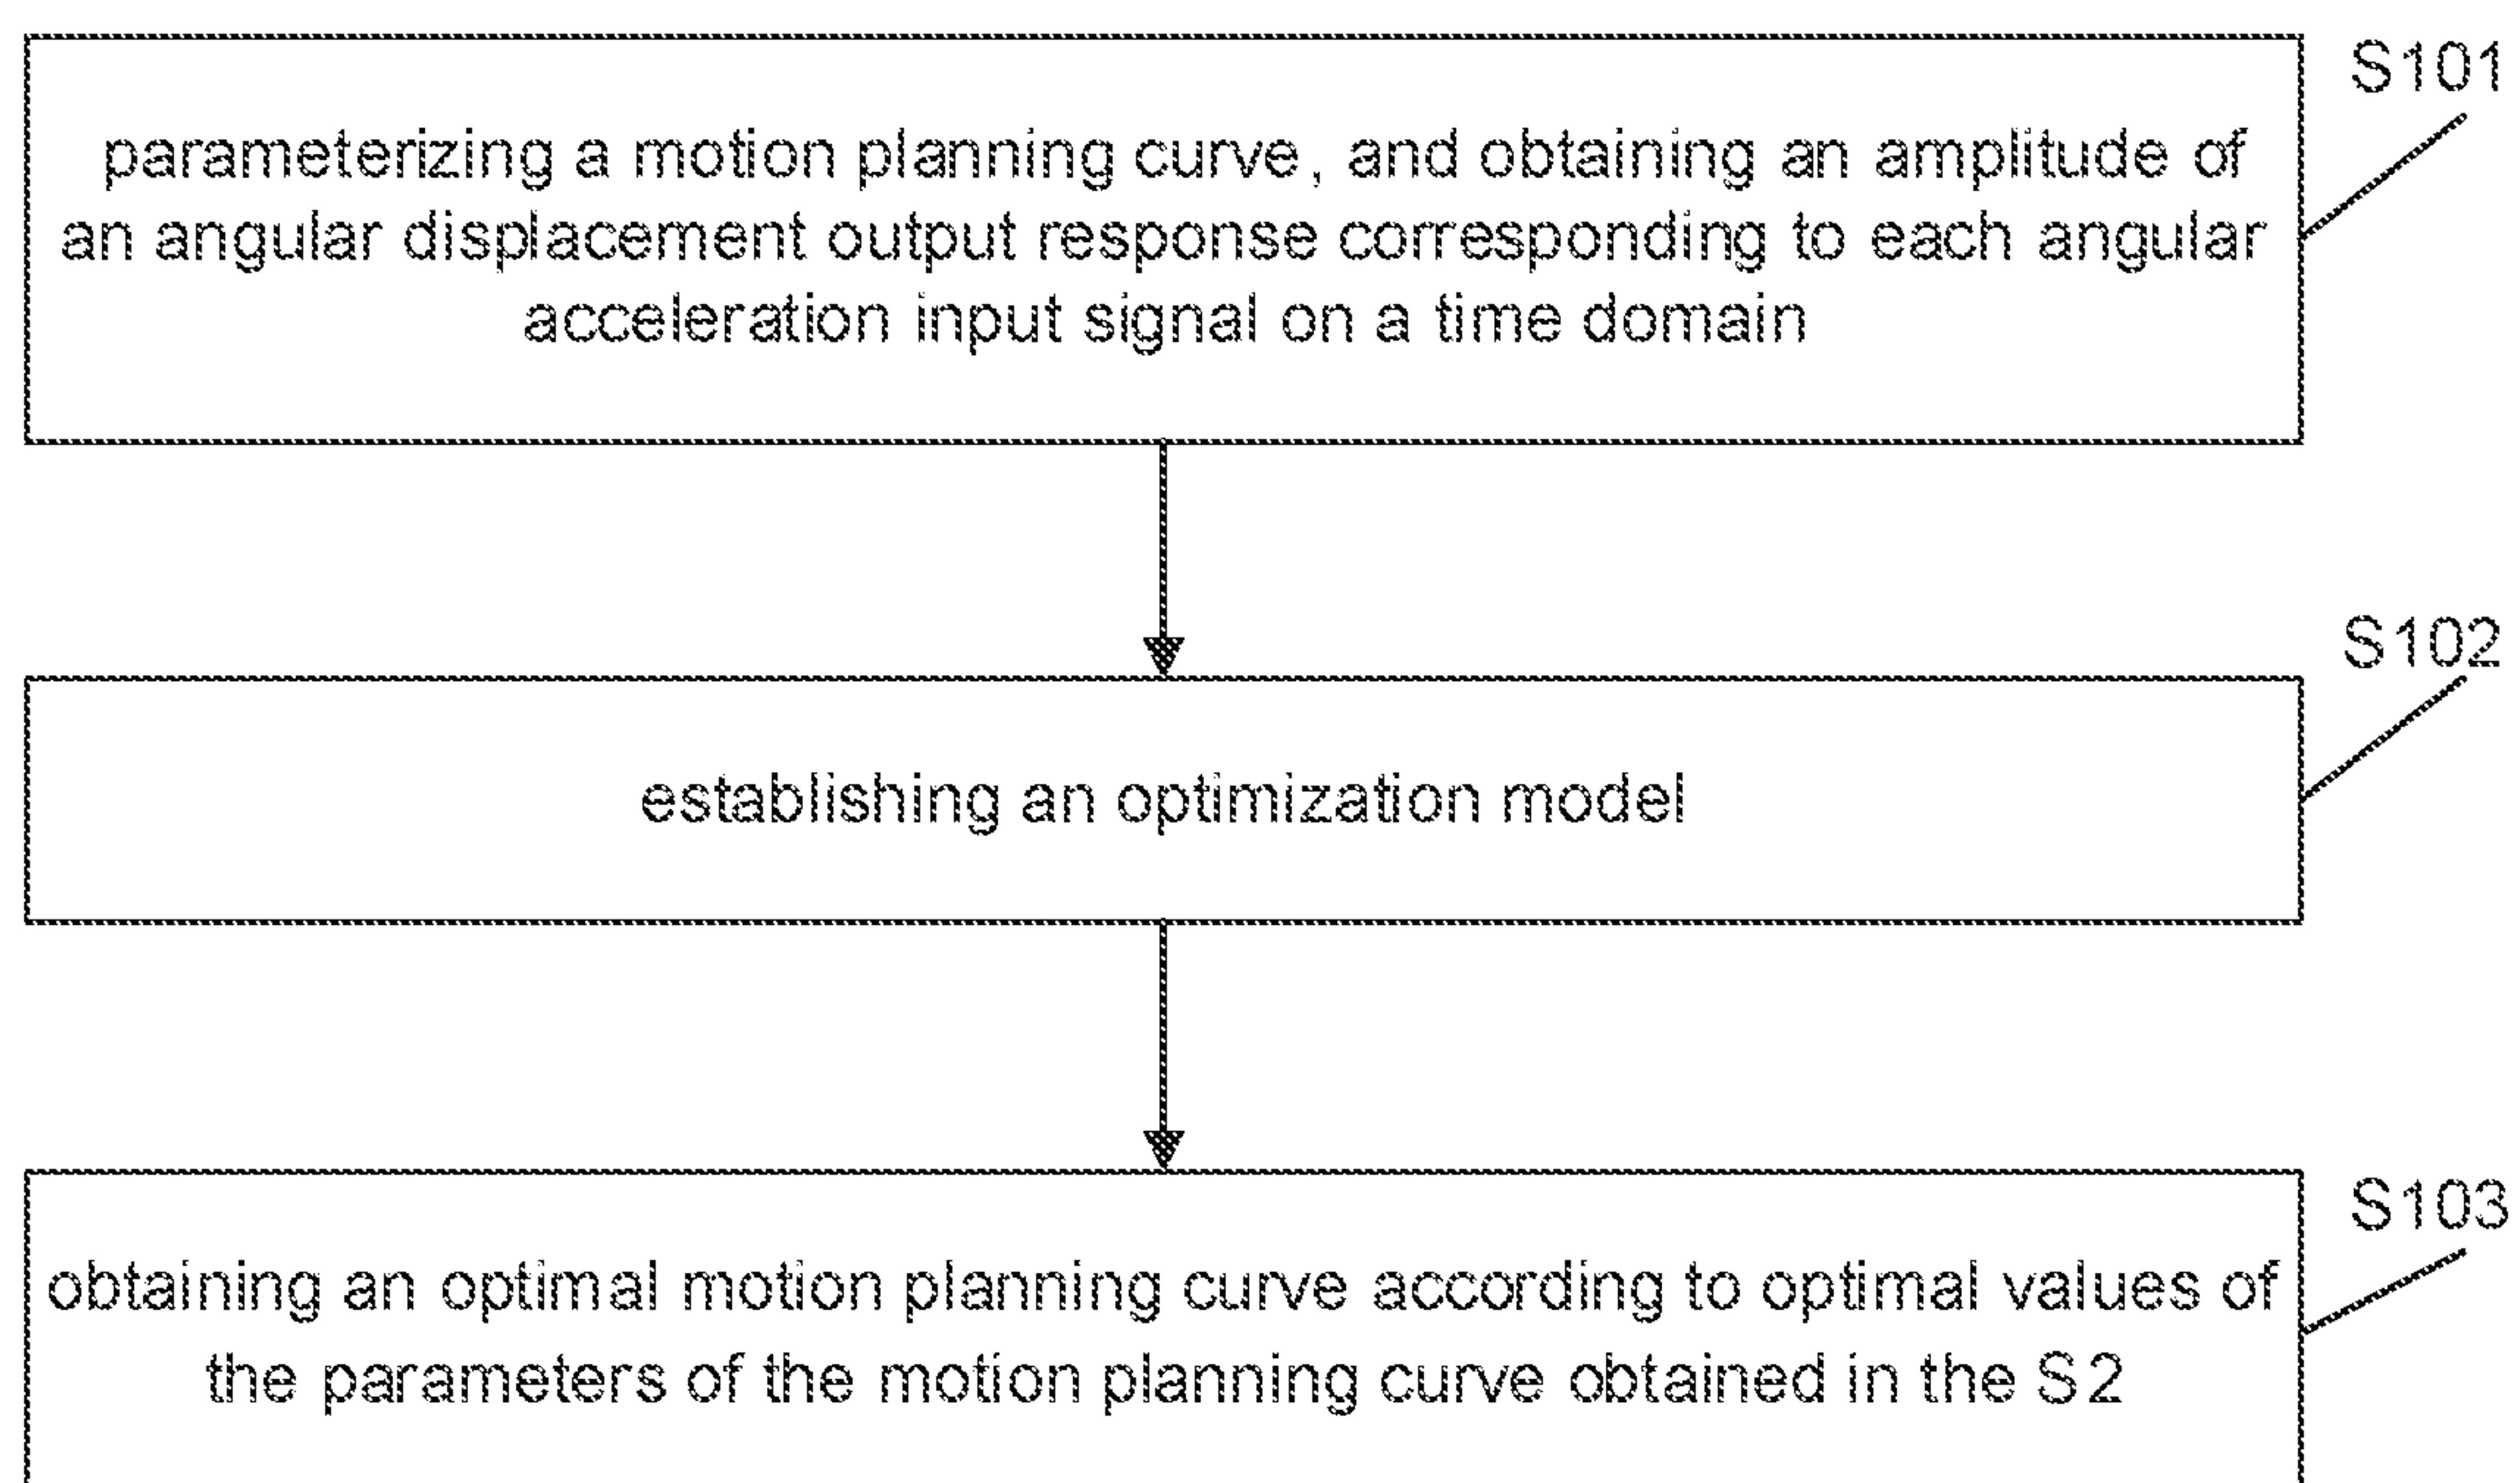 S101
parameterizing a motion planning curve, and obtaining an amplitude of
an angular displacement output response corresponding to each angular
acceleration input signal on a time domain
S102
establishing an optimization model
S103
obtaining an optimal motion planning curve according to optimal values of
the parameters of the motion planning curve obtained in the S2